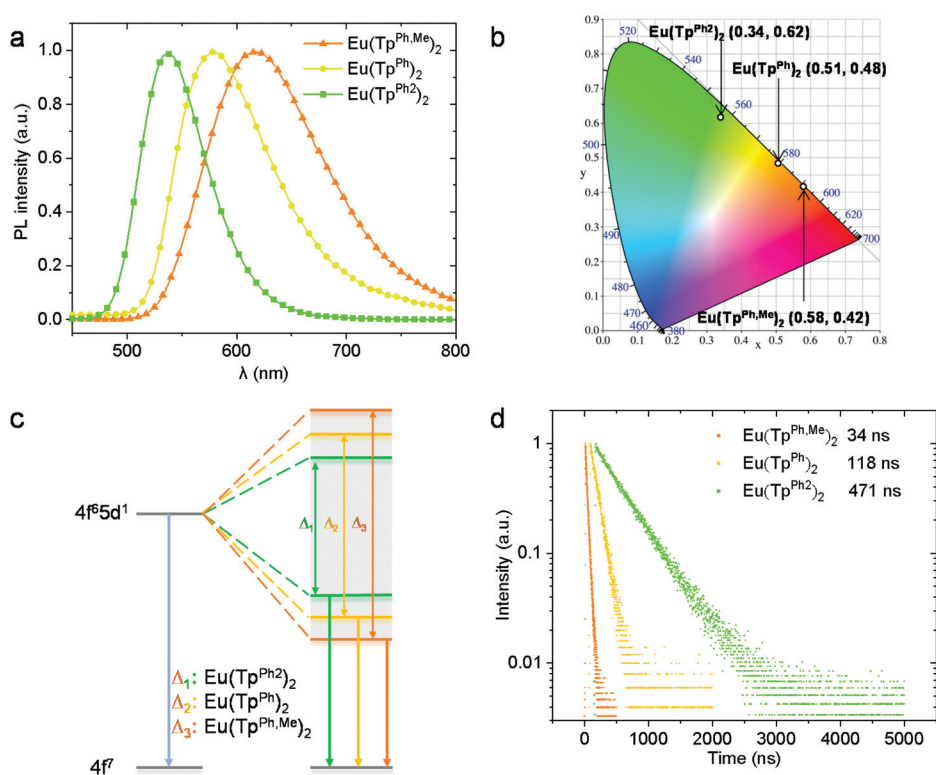 a
PL intensity (a.u.)
1.0
0.8
0.6
0.4
0.2
0.0
500
600
700
800
λ (nm)
Eu(Tp^Ph,Me)₂
Eu(Tp^Ph)₂
Eu(Tp^Ph2)₂
b
0.9
0.8
0.7
0.6
0.5
0.4
0.3
0.2
0.1
0.0
y
0.0
0.1
0.2
0.3
0.4
0.5
0.6
0.7
0.8
x
Eu(Tp^Ph2)₂ (0.34, 0.62)
Eu(Tp^Ph)₂ (0.51, 0.48)
Eu(Tp^Ph,Me)₂ (0.58, 0.42)
520
540
560
580
600
620
700
500
490
480
470
460
380
c
4f⁶5d¹
4f⁷
Δ₁
Δ₂
Δ₃
Δ₁: Eu(Tp^Ph2)₂
Δ₂: Eu(Tp^Ph)₂
Δ₃: Eu(Tp^Ph,Me)₂
d
Intensity (a.u.)
1
0.1
0.01
0
1000
2000
3000
4000
5000
Time (ns)
Eu(Tp^Ph,Me)₂ 34 ns
Eu(Tp^Ph)₂ 118 ns
Eu(Tp^Ph2)₂ 471 ns